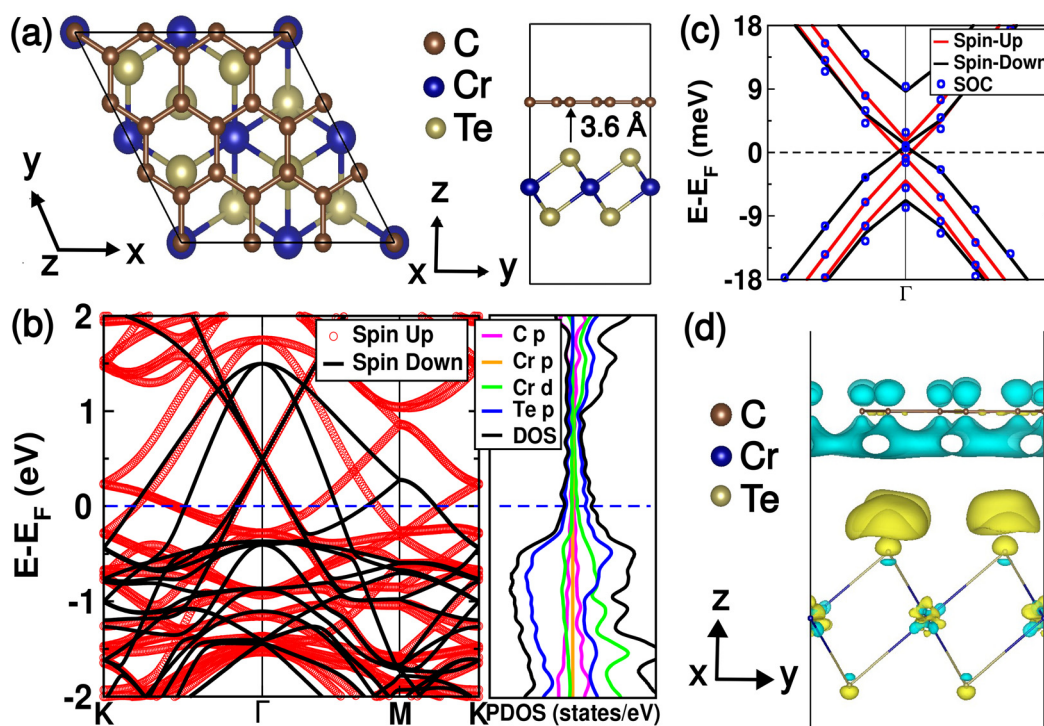 (a)
C
Cr
Te
y
z
x
3.6 Å
z
x
y
(c)
18
9
0
-9
-18
E-E_F (meV)
Spin-Up
Spin-Down
SOC
Γ
(b)
2
1
0
-1
-2
E-E_F (eV)
Spin Up
Spin Down
K
Γ
M
K
C p
Cr p
Cr d
Te p
DOS
PDOS (states/eV)
(d)
C
Cr
Te
z
x
y